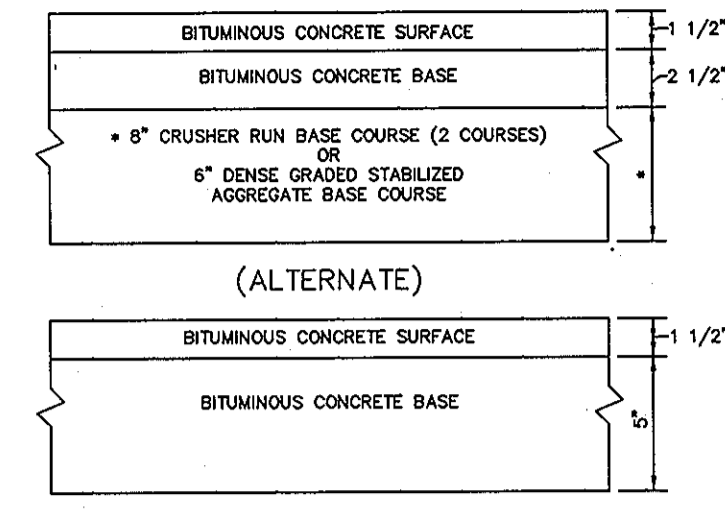 BITUMINOUS CONCRETE SURFACE
1 1/2"
BITUMINOUS CONCRETE BASE
2 1/2"
* 8" CRUSHER RUN BASE COURSE (2 COURSES)
OR
6" DENSE GRADED STABILIZED
AGGREGATE BASE COURSE
*
(ALTERNATE)
BITUMINOUS CONCRETE SURFACE
1 1/2"
BITUMINOUS CONCRETE BASE
5"